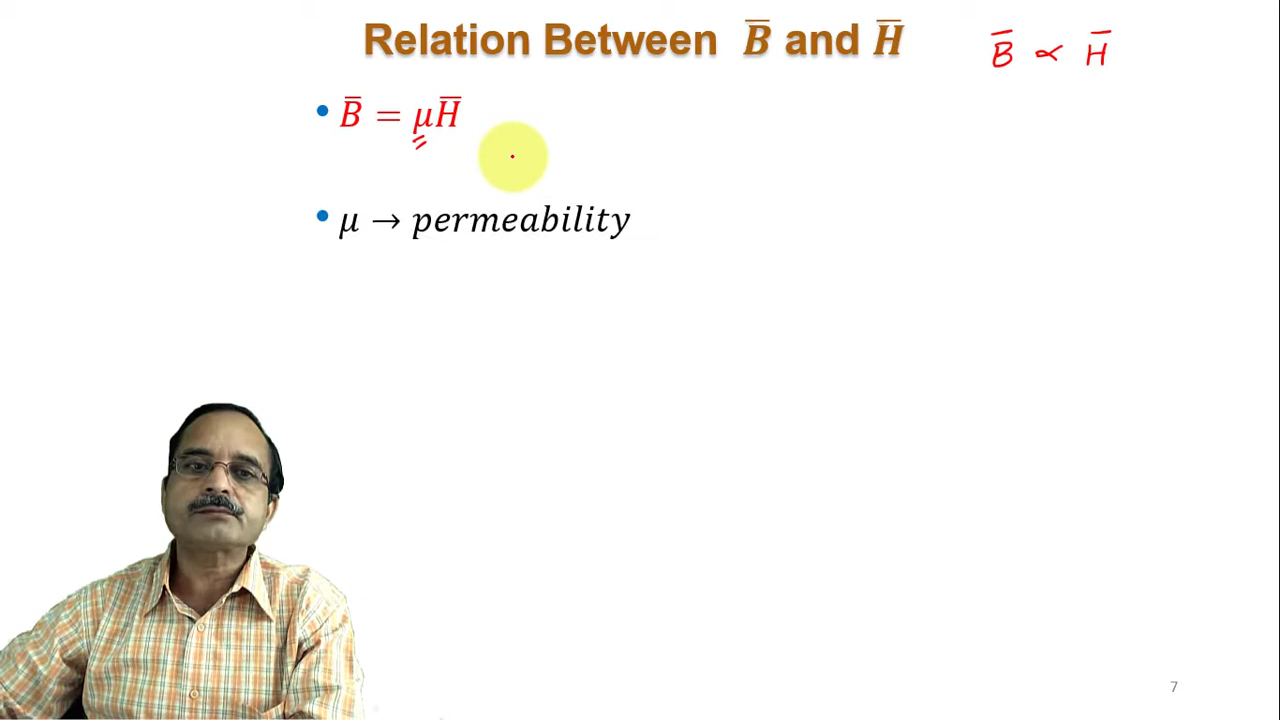 Relation Between B̅ and H̅
B̅ ∝ H̅
• B̅ = μH̅
• μ → permeability
7